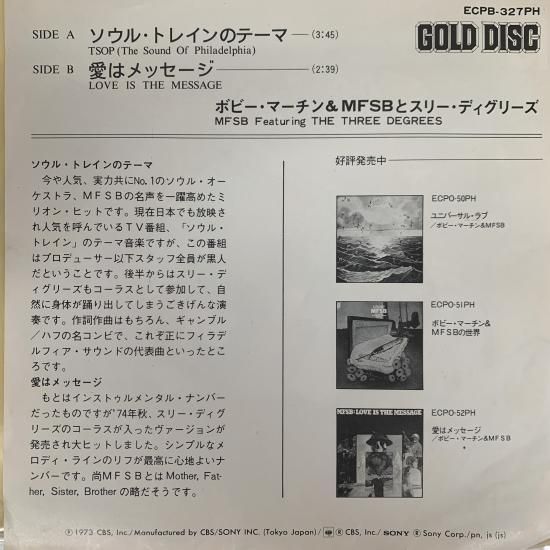 ECPB-327PH
SIDE A ソウル・トレインのテーマ—(3:45)
TSOP (The Sound Of Philadelphia)
SIDE B 愛はメッセージ——(2:39)
LOVE IS THE MESSAGE
GOLD DISC
ボビー・マーチン&MFSBとスリー・ディグリーズ
MFSB Featuring THE THREE DEGREES
ソウル・トレインのテーマ
今や人気、実力共にNo.1のソウル・オー
ケストラ、MFSBの名声を一躍高めたミ
リオン・ヒットです。現在日本でも放映さ
れ人気を呼んでいるTV番組、「ソウル・
トレイン」のテーマ音楽ですが、この番組
はプロデューサー以下スタッフ全員が黒人
だということです。後半からはスリー・デ
ィグリーズもコーラスとして参加して、自
然に身体が踊り出してしまうごきげんな演
奏です。作詞作曲はもちろん、ギャンブル
/ハフの名コンビで、これぞ正にフィラデ
ルフィア・サウンドの代表曲といったとこ
ろです。
愛はメッセージ
もとはインストゥルメンタル・ナンバー
だったものですが'74年秋、スリー・ディグ
リーズのコーラスが入ったヴァージョンが
発売され大ヒットしました。シンプルなメ
ロディ・ラインのリフが最高に心地よいナ
ンバーです。尚MFSBとはMother, Fat-
her, Sister, Brother の略だそうです。
好評発売中
ECPO-50PH
ユニバーサル・ラブ
/ボビー・マーチン&MFSB
ECPO-51PH
ボビー・マーチン&
MFSBの世界
MFSB
MFSB: LOVE IS THE MESSAGE
ECPO-52PH
愛はメッセージ
/ボビー・マーチン&MFSB
Ⓟ1973 CBS, Inc./Manufactured by CBS/SONY INC. (Tokyo Japan)/ ® CBS, Inc./ SONY ® Sony Corp./pn, js (js)